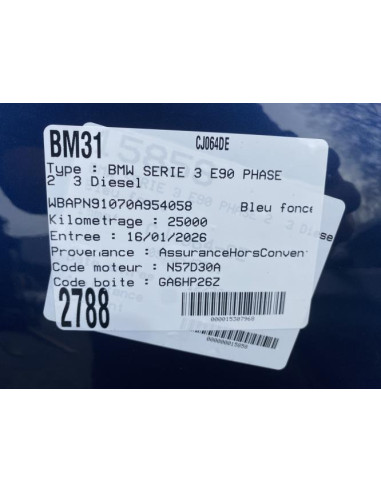 BM31 CJ064DE
Type : BMW SERIE 3 E90 PHASE
2 3 Diesel
WBAPN91070A954058 Bleu fonce
Kilometrage : 25000
Entree : 16/01/2026
Provenance : AssuranceHorsConven
Code moteur : N57D30A
Code boite : GA6HP26Z
2788
000015387968